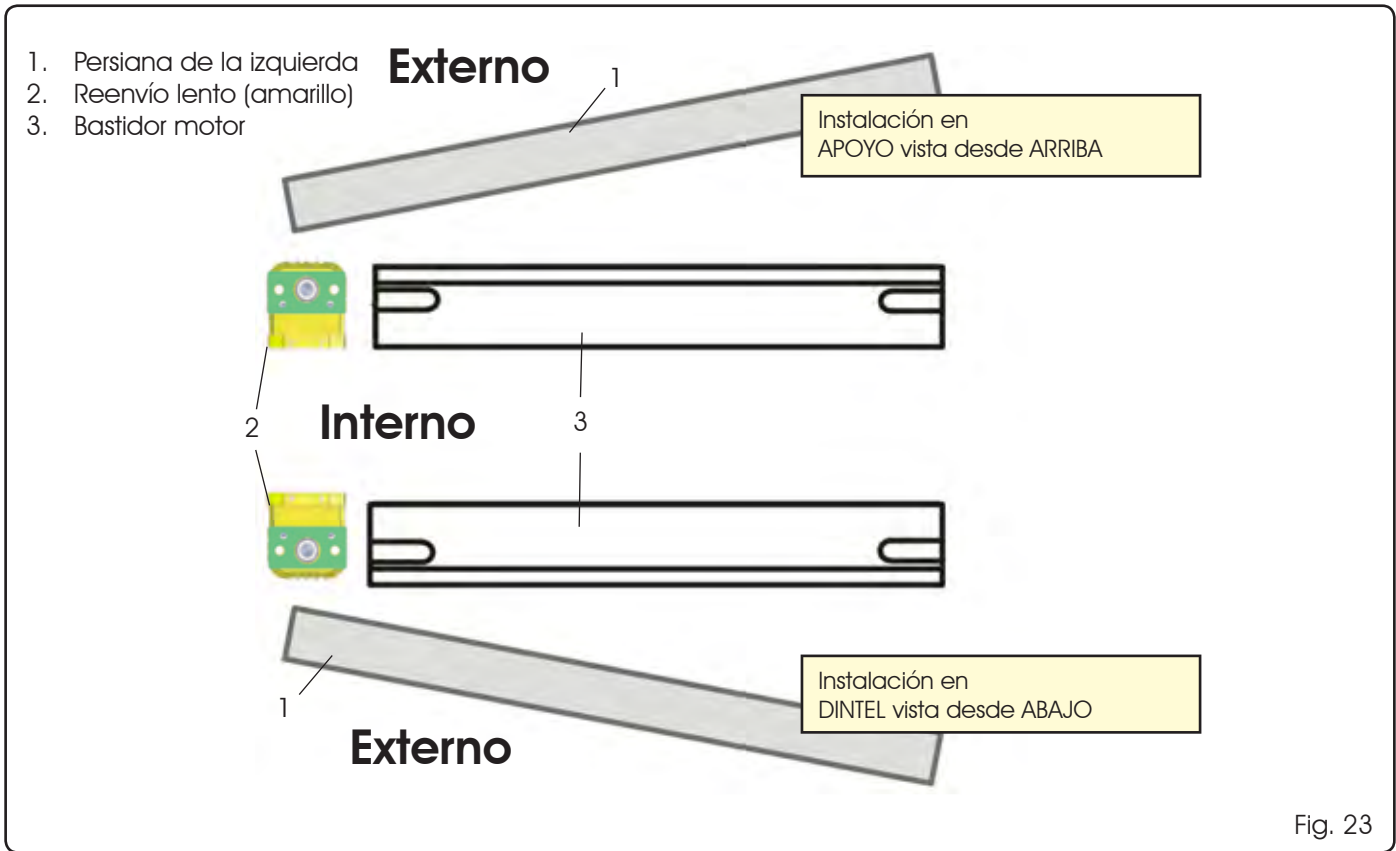 1. Persiana de la izquierda
2. Reenvío lento (amarillo)
3. Bastidor motor
Externo
1
Instalación en
APOYO vista desde ARRIBA
2
Interno
3
1
Instalación en
DINTEL vista desde ABAJO
Externo
Fig. 23